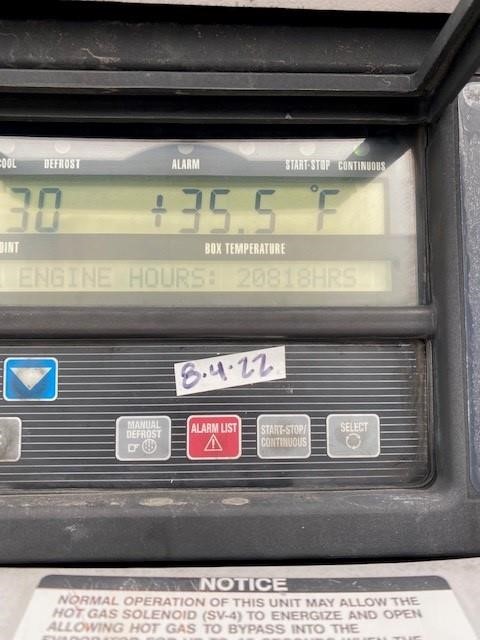 OOL DEFROST ALARM START-STOP CONTINUOUS
30 +35.5 °F
OINT BOX TEMPERATURE
ENGINE HOURS: 20818HRS
8.4.22
MANUAL DEFROST
ALARM LIST
START-STOP/ CONTINUOUS
SELECT
NOTICE
NORMAL OPERATION OF THIS UNIT MAY ALLOW THE
HOT GAS SOLENOID (SV-4) TO ENERGIZE AND OPEN
ALLOWING HOT GAS TO BYPASS INTO THE